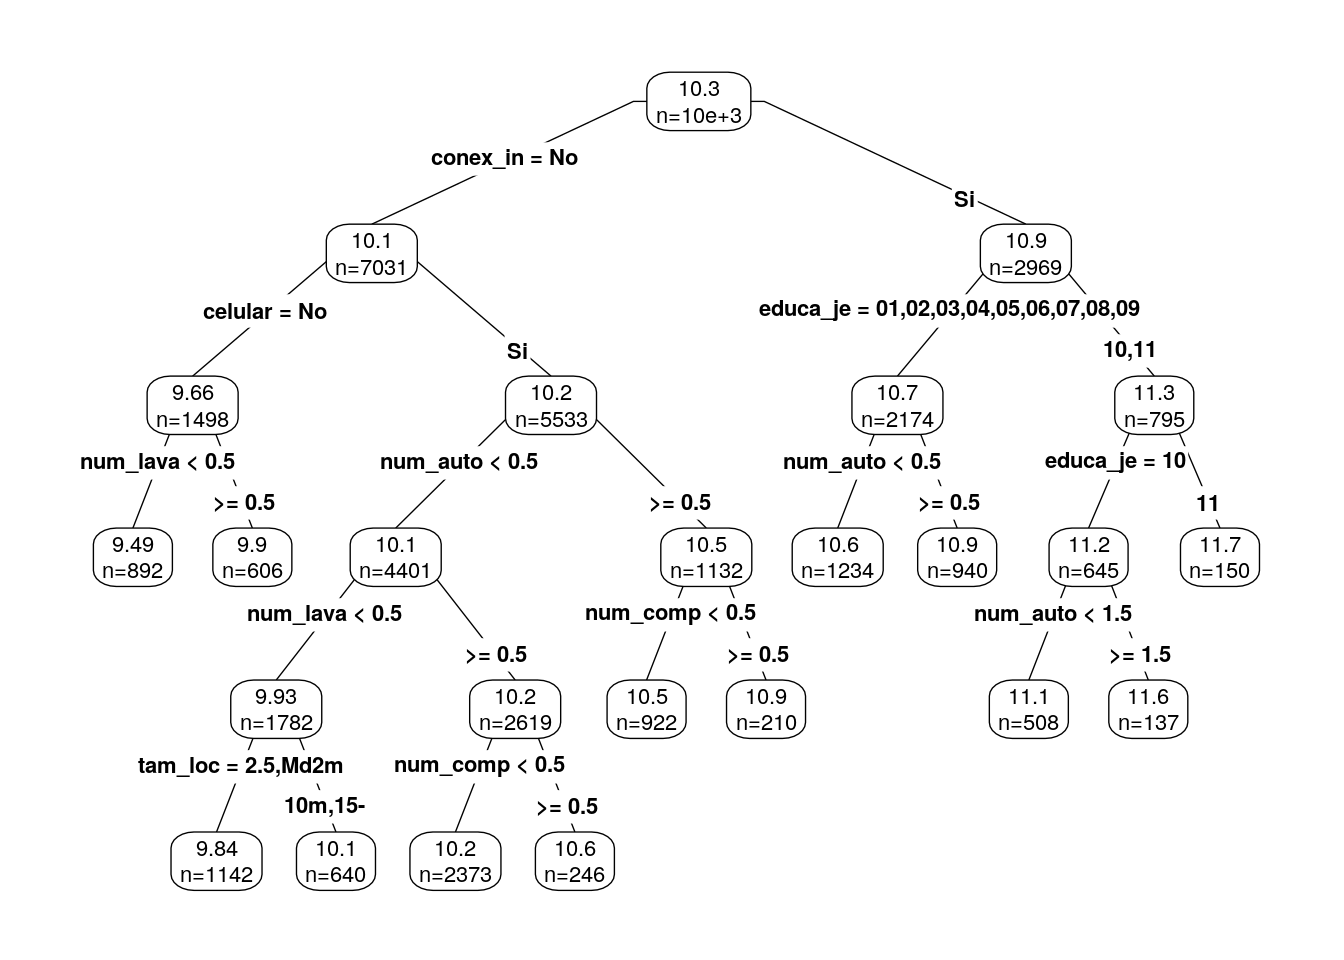 10.3
n=10e+3
conex_in = No
Si
10.1
n=7031
10.9
n=2969
celular = No
Si
educa_je = 01,02,03,04,05,06,07,08,09
10,11
9.66
n=1498
10.2
n=5533
10.7
n=2174
11.3
n=795
num_lava < 0.5
>= 0.5
num_auto < 0.5
>= 0.5
num_auto < 0.5
>= 0.5
educa_je = 10
11
9.49
n=892
9.9
n=606
10.1
n=4401
10.5
n=1132
10.6
n=1234
10.9
n=940
11.2
n=645
11.7
n=150
num_lava < 0.5
>= 0.5
num_comp < 0.5
>= 0.5
num_auto < 1.5
>= 1.5
9.93
n=1782
10.2
n=2619
10.5
n=922
10.9
n=210
11.1
n=508
11.6
n=137
tam_loc = 2.5,Md2m
10m,15-
num_comp < 0.5
>= 0.5
9.84
n=1142
10.1
n=640
10.2
n=2373
10.6
n=246